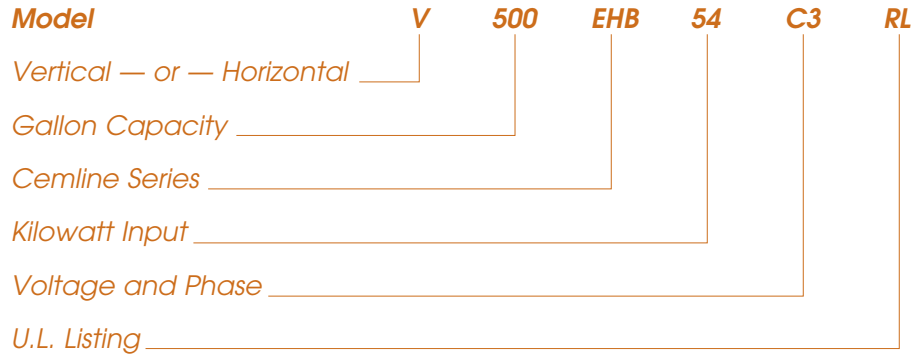 Model V 500 EHB 54 C3 RL
Vertical — or — Horizontal
Gallon Capacity
Cemline Series
Kilowatt Input
Voltage and Phase
U.L. Listing